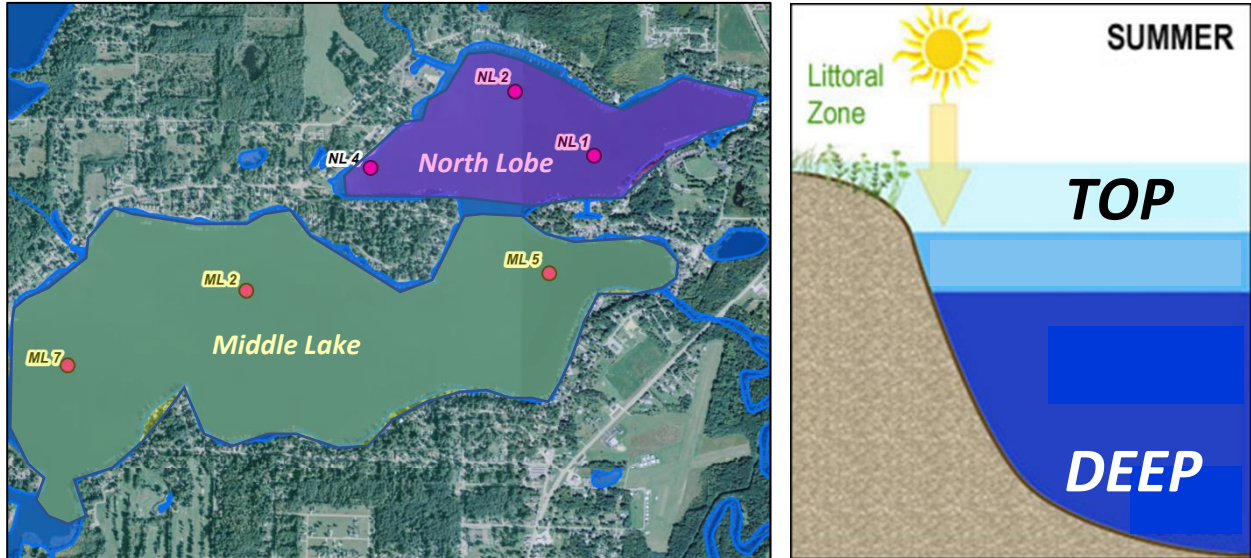 NL 2
NL 1
NL 4
North Lobe
ML 5
ML 2
Middle Lake
ML 7
SUMMER
Littoral
Zone
TOP
DEEP